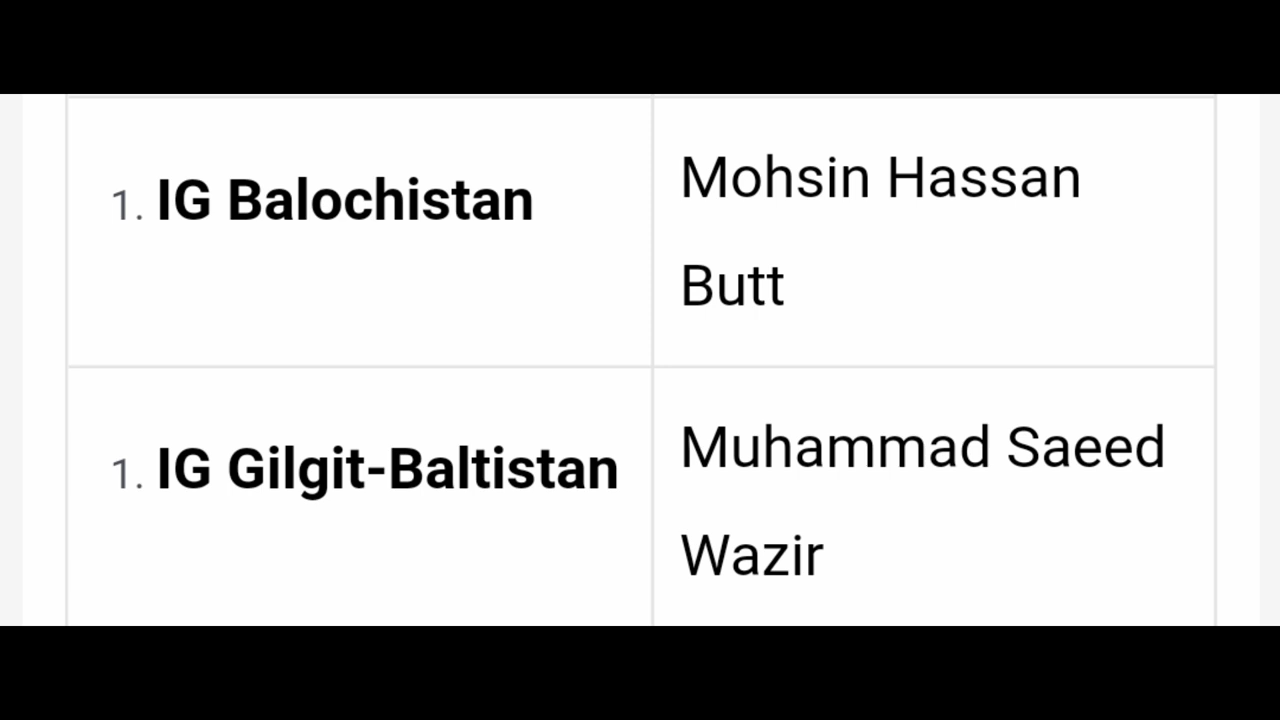 1. IG Balochistan
Mohsin Hassan
Butt
1. IG Gilgit-Baltistan
Muhammad Saeed
Wazir